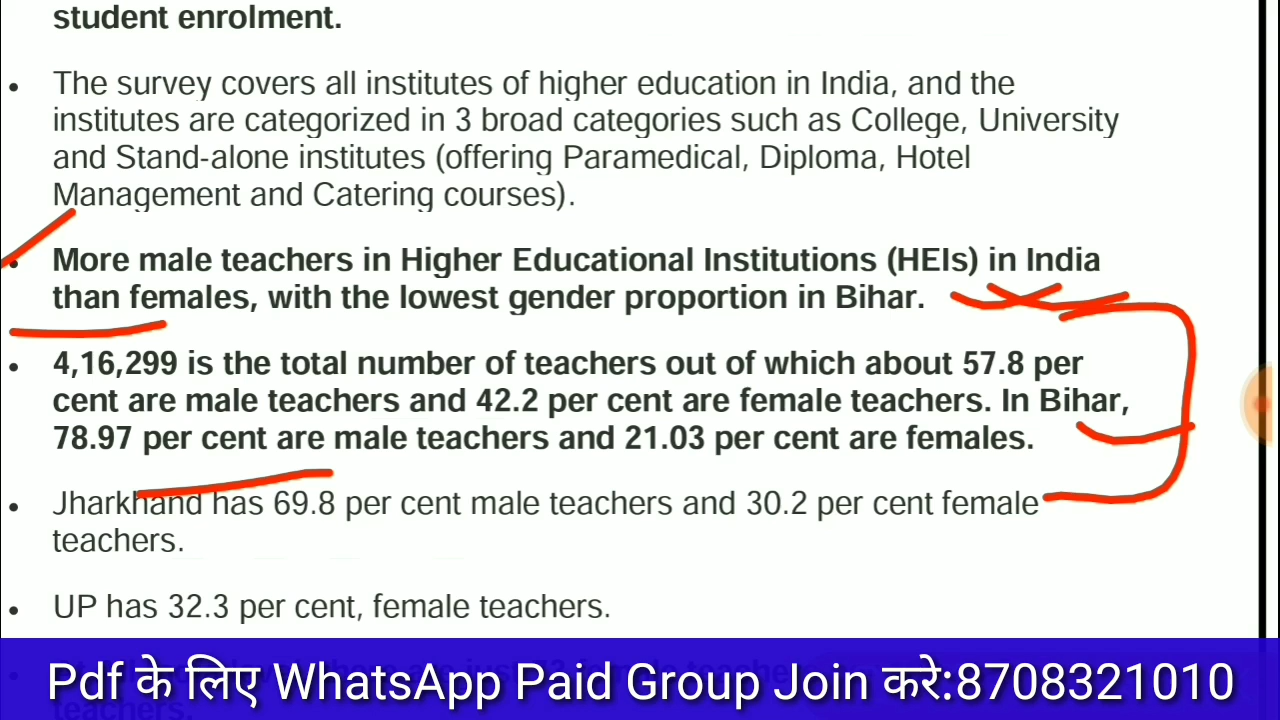 student enrolment.
• The survey covers all institutes of higher education in India, and the
institutes are categorized in 3 broad categories such as College, University
and Stand-alone institutes (offering Paramedical, Diploma, Hotel
Management and Catering courses).
• More male teachers in Higher Educational Institutions (HEIs) in India
than females, with the lowest gender proportion in Bihar.
• 4,16,299 is the total number of teachers out of which about 57.8 per
cent are male teachers and 42.2 per cent are female teachers. In Bihar,
78.97 per cent are male teachers and 21.03 per cent are females.
• Jharkhand has 69.8 per cent male teachers and 30.2 per cent female
teachers.
• UP has 32.3 per cent, female teachers.
Pdf के लिए WhatsApp Paid Group Join करे:8708321010
teachers.